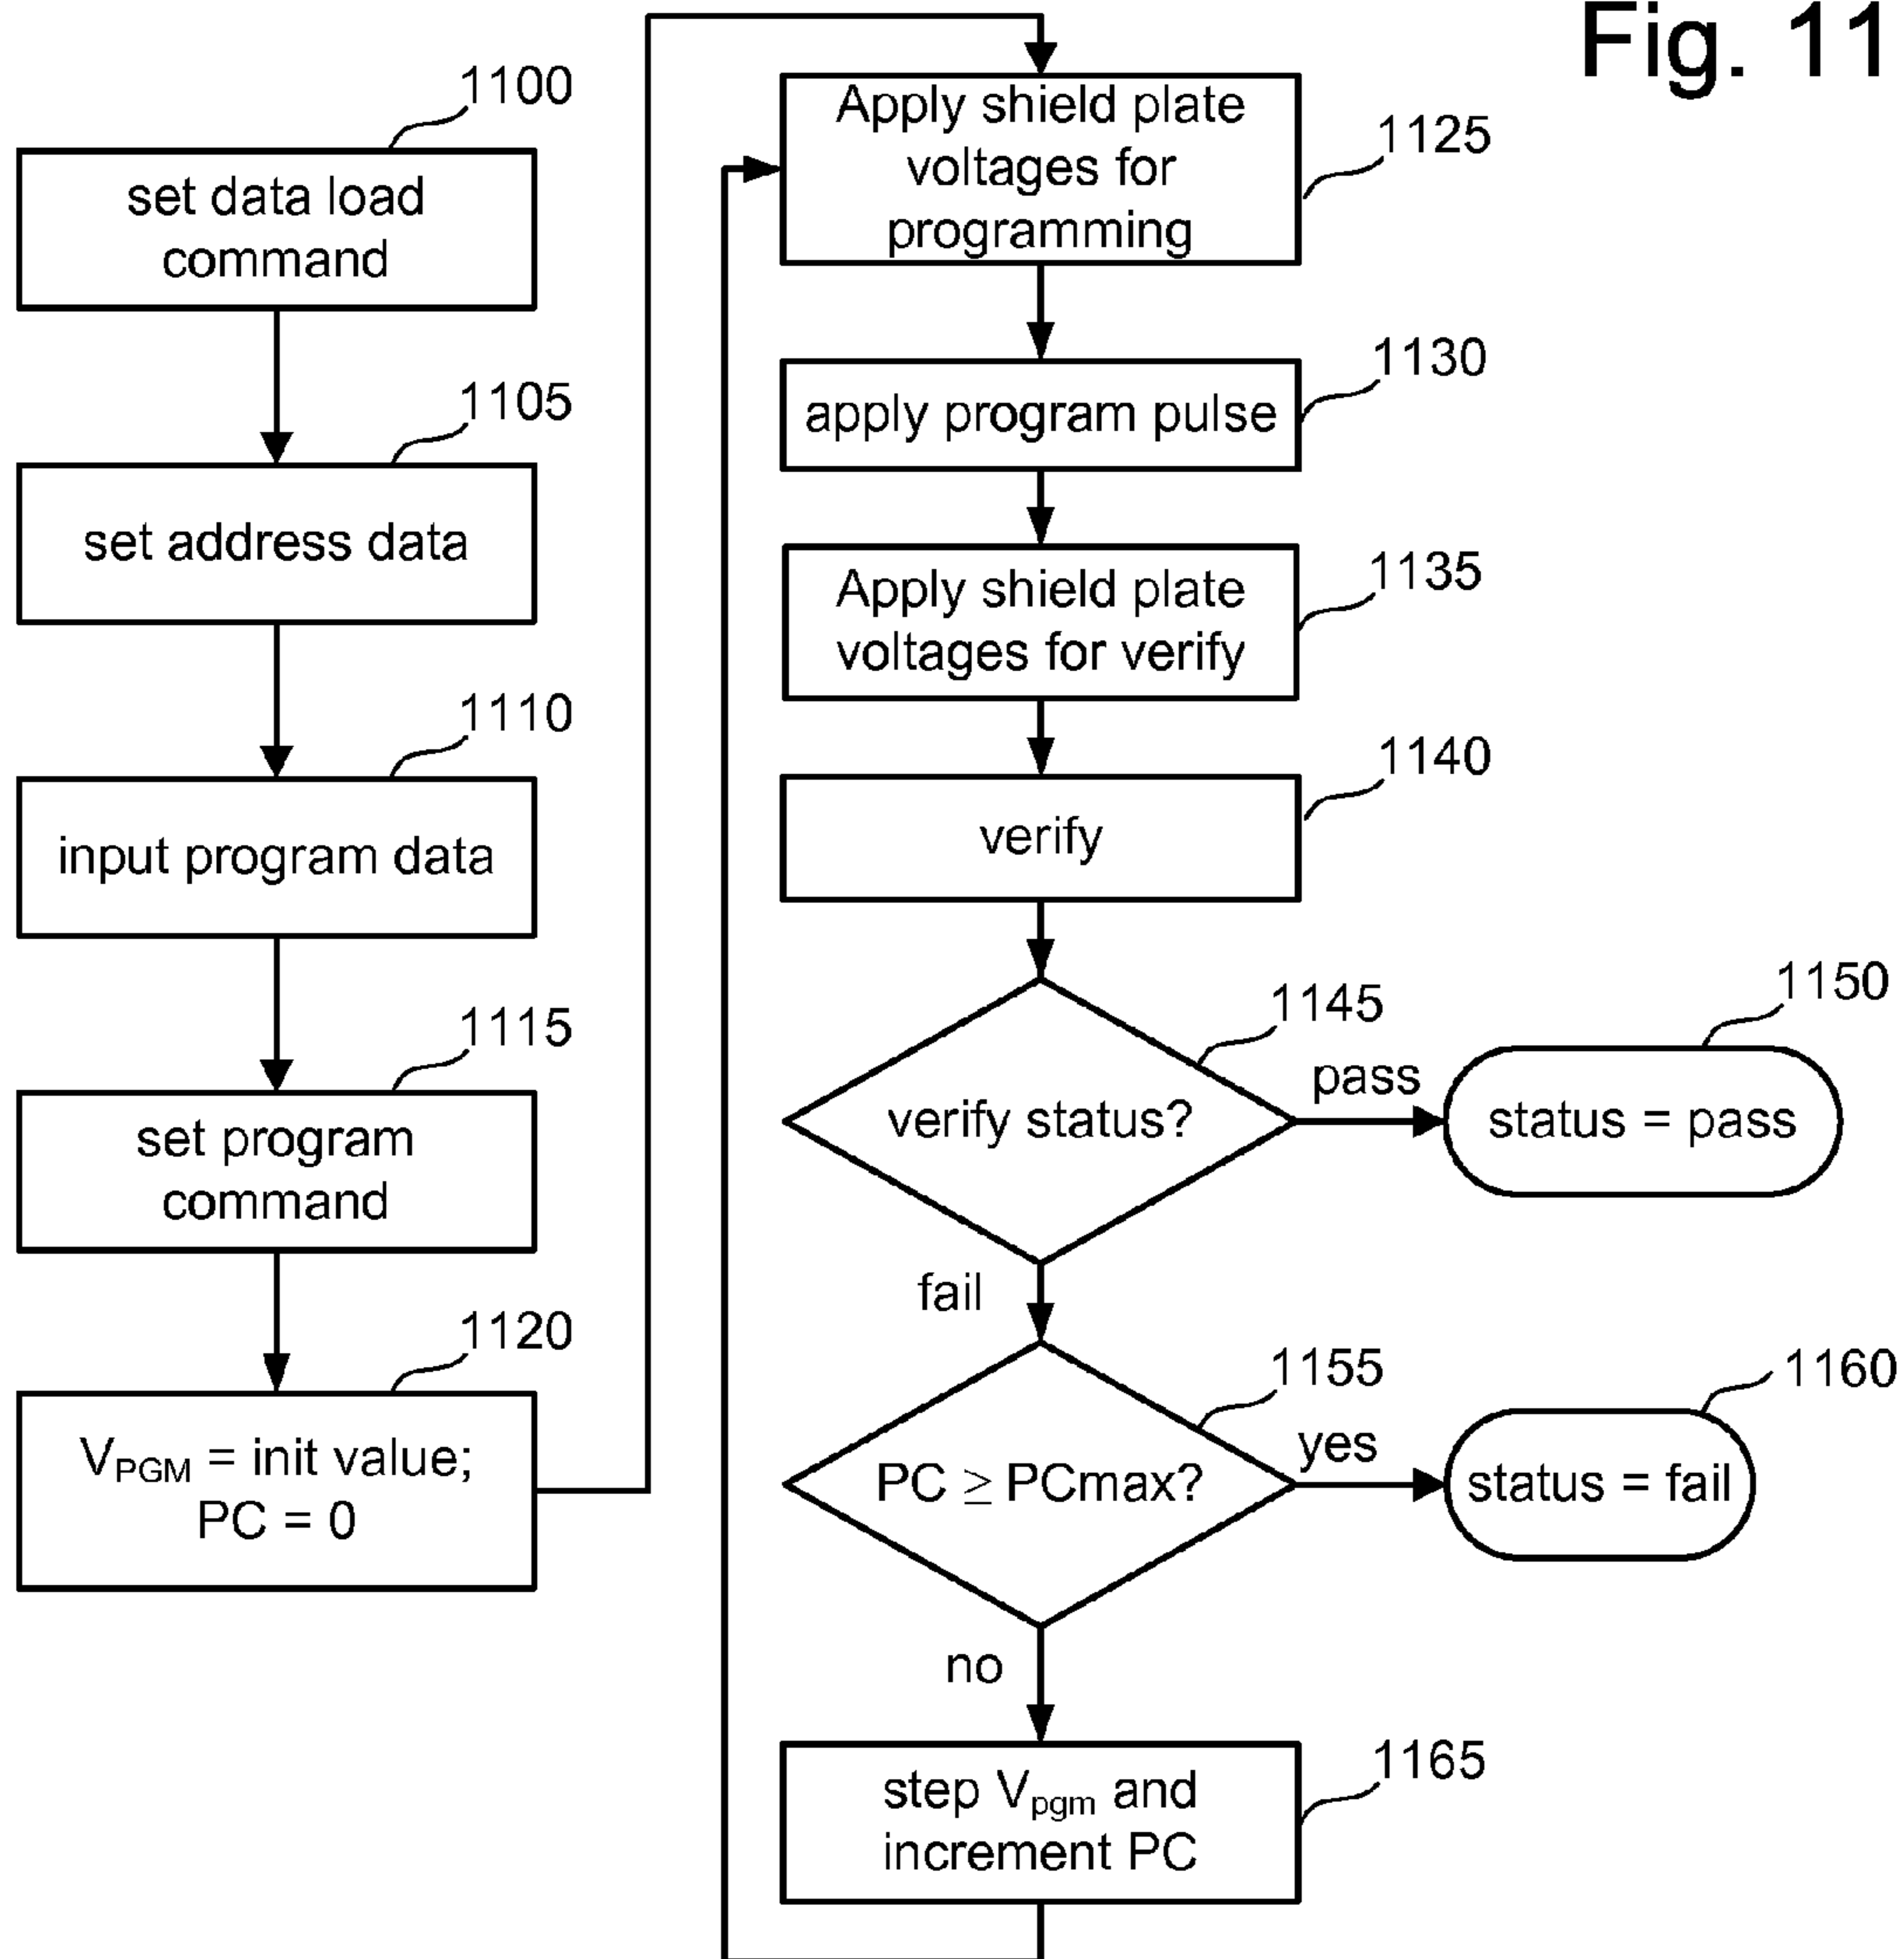 Fig. 11
1100
set data load
command
1105
set address data
1110
input program data
1115
set program
command
1120
VPGM = init value;
PC = 0
1125
Apply shield plate
voltages for
programming
1130
apply program pulse
1135
Apply shield plate
voltages for verify
1140
verify
1145
verify status?
pass
1150
status = pass
fail
1155
PC ≥ PCmax?
yes
1160
status = fail
no
1165
step Vpgm and
increment PC